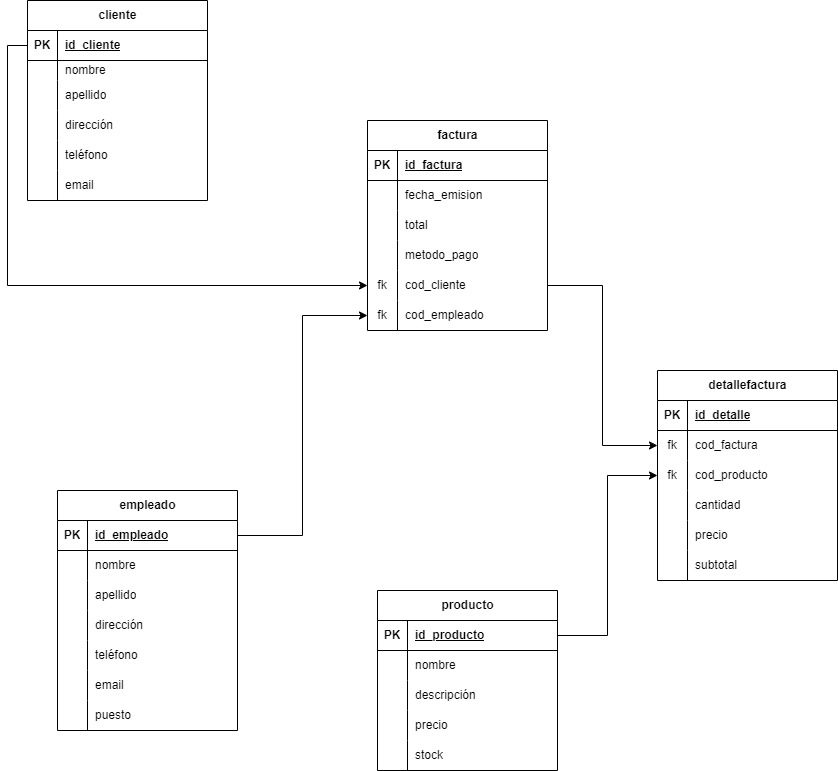 cliente
PK id_cliente
nombre
apellido
dirección
teléfono
email
factura
PK id_factura
fecha_emision
total
metodo_pago
fk cod_cliente
fk cod_empleado
detallefactura
PK id_detalle
fk cod_factura
fk cod_producto
cantidad
precio
subtotal
empleado
PK id_empleado
nombre
apellido
dirección
teléfono
email
puesto
producto
PK id_producto
nombre
descripción
precio
stock